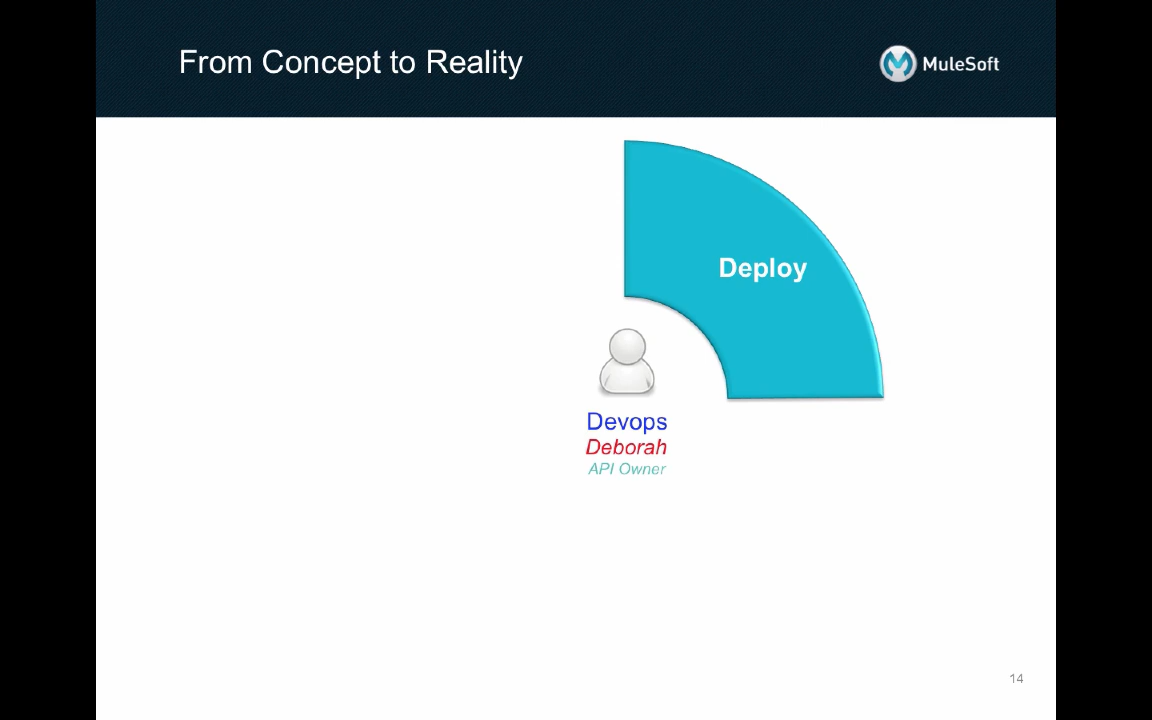 From Concept to Reality
MuleSoft
Deploy
Devops
Deborah
API Owner
14